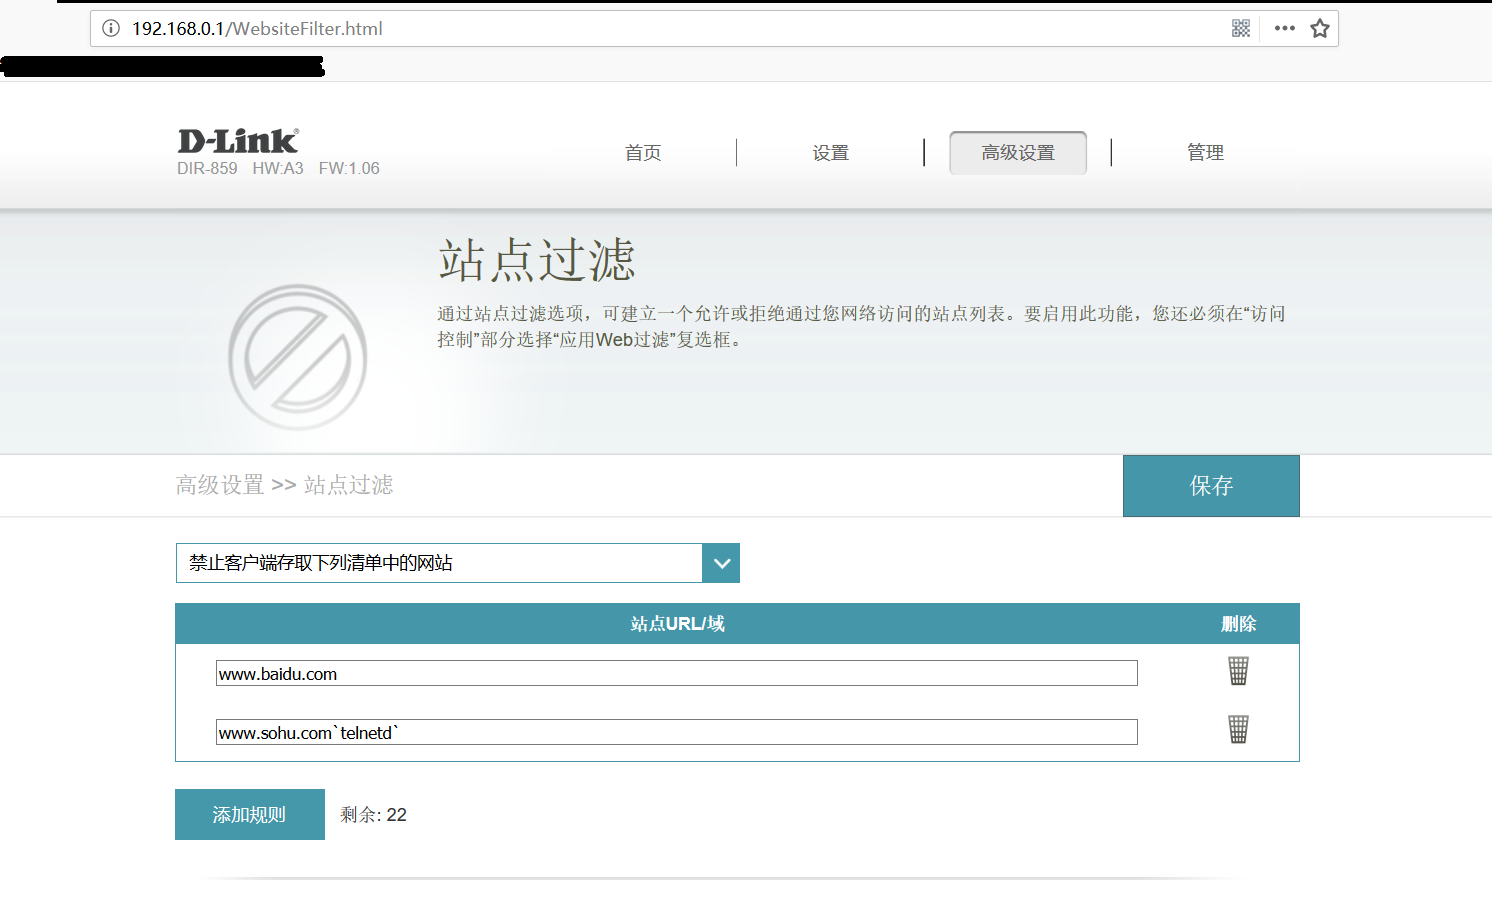 192.168.0.1/WebsiteFilter.html
D-Link®
DIR-859 HW:A3 FW:1.06
首页
设置
高级设置
管理
站点过滤
通过站点过滤选项，可建立一个允许或拒绝通过您网络访问的站点列表。要启用此功能，您还必须在“访问
控制”部分选择“应用Web过滤”复选框。
高级设置 >> 站点过滤
保存
禁止客户端存取下列清单中的网站
站点URL/域
删除
www.baidu.com
www.sohu.com`telnetd`
添加规则
剩余: 22